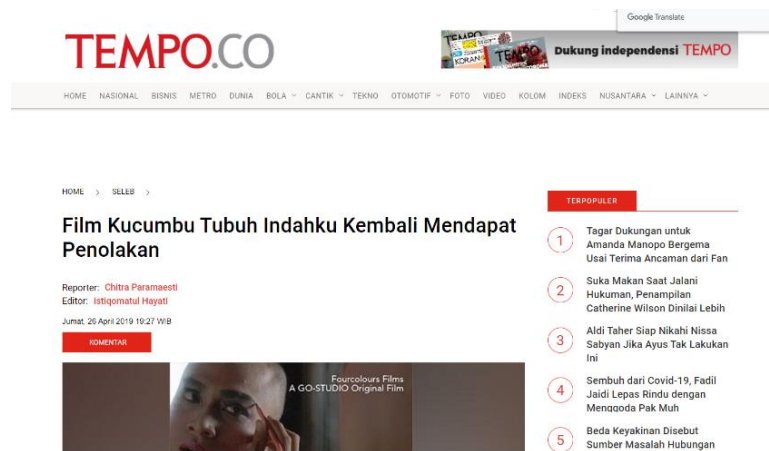 Google Translate
TEMPO.CO
TEMPO
KORAN
TEMPO
Dukung independensi TEMPO
HOME NASIONAL BISNIS METRO DUNIA BOLA CANTIK TEKNO OTOMOTIF FOTO VIDEO KOLOM INDEKS NUSANTARA LAINNYA
HOME > SELEB >
Film Kucumbu Tubuh Indahku Kembali Mendapat
Penolakan
Reporter: Chitra Paramaesti
Editor: Istiqomatul Hayati
Jumat, 26 April 2019 19:27 WIB
KOMENTAR
Fourcolours Films
A GO-STUDIO Original Film
TERPOPULER
1
Tagar Dukungan untuk
Amanda Manopo Bergema
Usai Terima Ancaman dari Fan
2
Suka Makan Saat Jalani
Hukuman, Penampilan
Catherine Wilson Dinilai Lebih
3
Aldi Taher Siap Nikahi Nissa
Sabyan Jika Ayus Tak Lakukan
Ini
4
Sembuh dari Covid-19, Fadil
Jaidi Lepas Rindu dengan
Menggoda Pak Muh
5
Beda Keyakinan Disebut
Sumber Masalah Hubungan